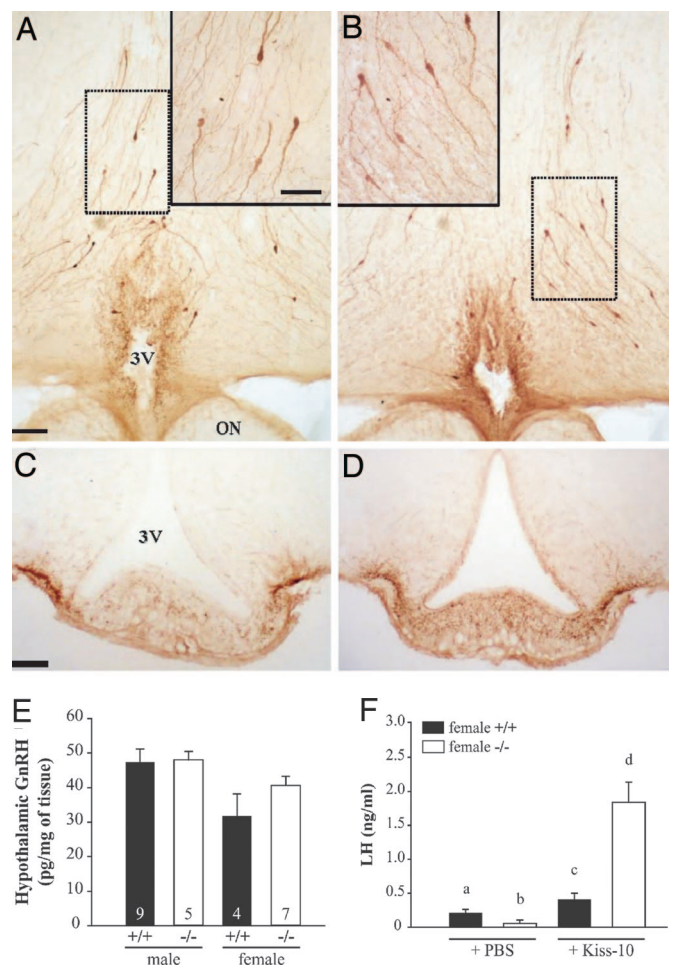 A
B
3V
ON
C
D
3V
E
F
Hypothalamic GnRH
(pg/mg of tissue)
60
50
40
30
20
10
0
9
5
4
7
+/+
-/-
+/+
-/-
male
female
LH (ng/ml)
3.0
2.5
2.0
1.5
1.0
0.5
0
female +/+
female -/-
a
b
c
d
+ PBS
+ Kiss-10